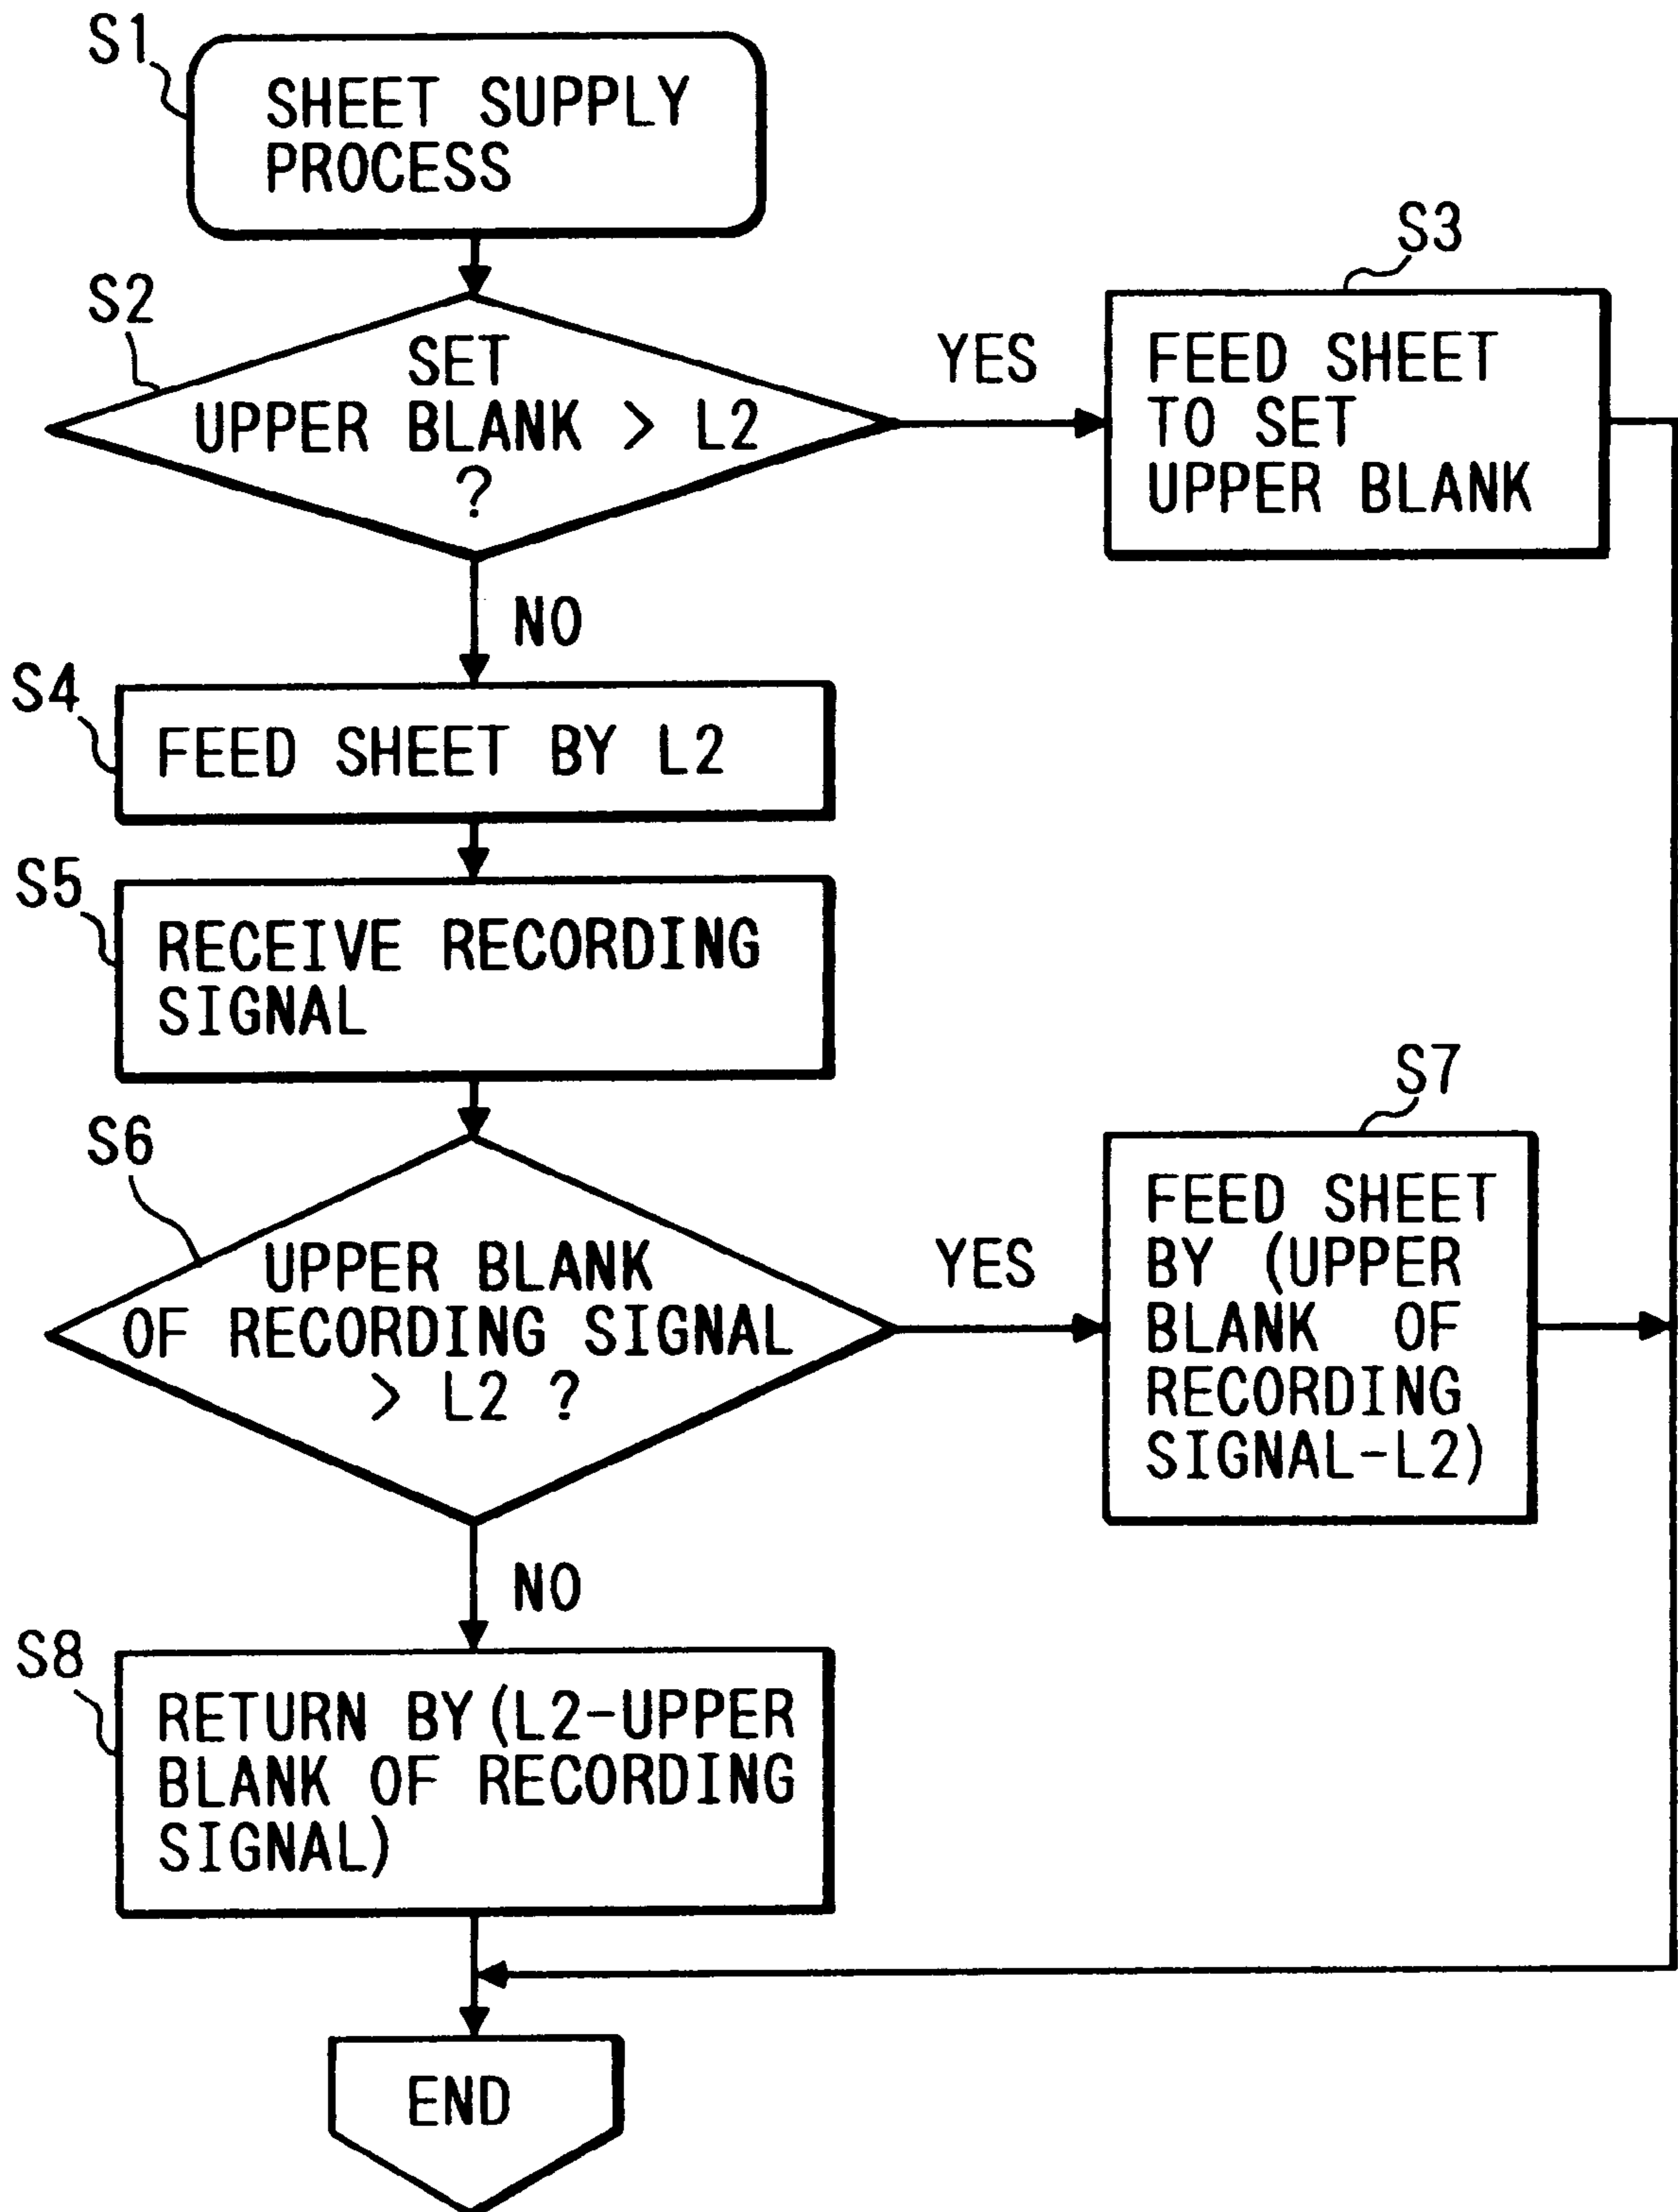 S1
SHEET SUPPLY
PROCESS
S2
SET
UPPER BLANK > L2
?
YES
S3
FEED SHEET
TO SET
UPPER BLANK
NO
S4
FEED SHEET BY L2
S5
RECEIVE RECORDING
SIGNAL
S6
UPPER BLANK
OF RECORDING SIGNAL
> L2 ?
YES
S7
FEED SHEET
BY (UPPER
BLANK OF
RECORDING
SIGNAL-L2)
NO
S8
RETURN BY(L2-UPPER
BLANK OF RECORDING
SIGNAL)
END